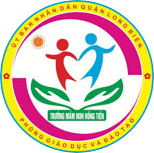 ỦY BAN NHÂN DÂN QUẬN LONG BIÊN
TRƯỜNG MẦM NON HỒNG TIẾN
PHÒNG GIÁO DỤC VÀ ĐÀO TẠO